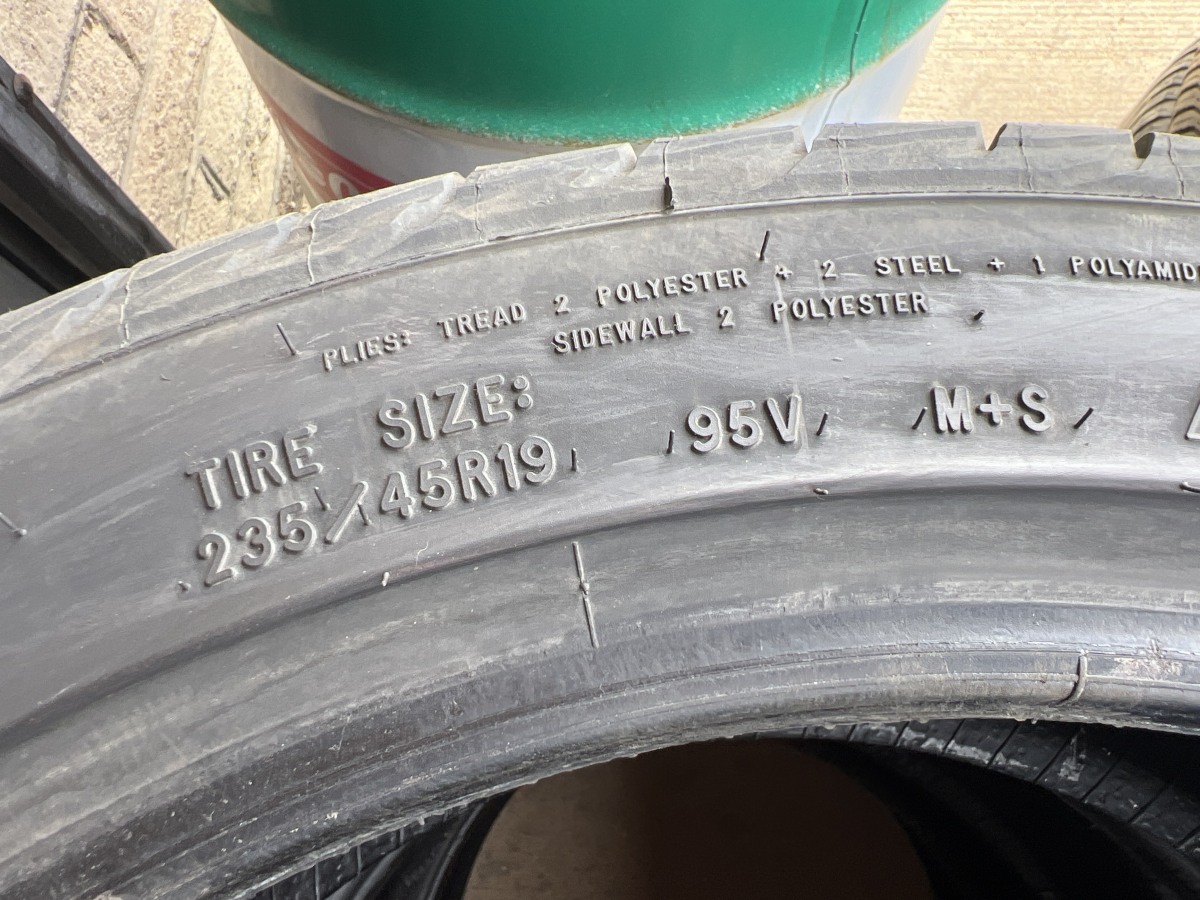 PLIES: TREAD 2 POLYESTER + 2 STEEL + 1 POLYAMID
SIDEWALL 2 POLYESTER
TIRE SIZE:
235/45R19 95V M+S